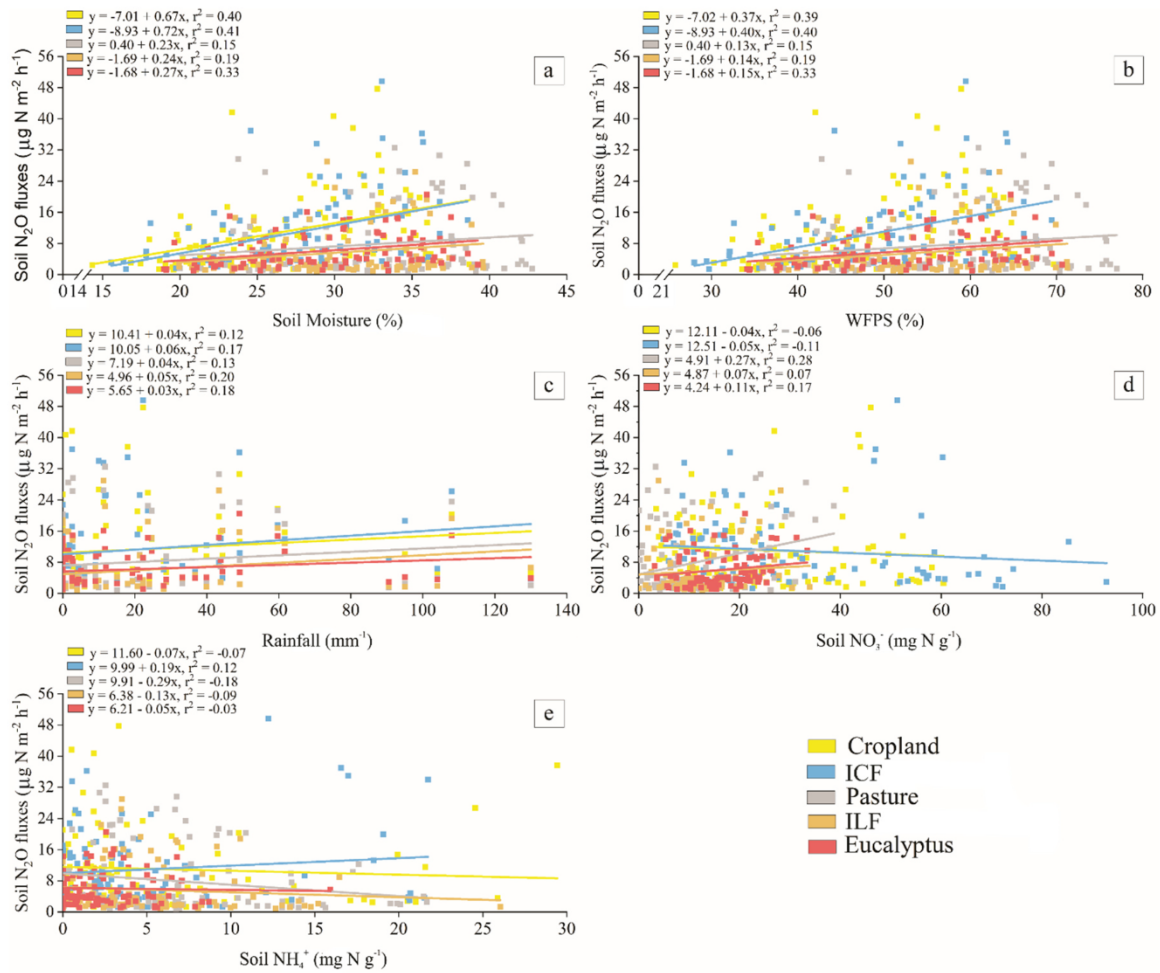 y = -7.01 + 0.67x, r² = 0.40
y = -8.93 + 0.72x, r² = 0.41
y = 0.40 + 0.23x, r² = 0.15
y = -1.69 + 0.24x, r² = 0.19
y = -1.68 + 0.27x, r² = 0.33
a
56
48
40
32
24
16
8
0
Soil N₂O fluxes (µg N m⁻² h⁻¹)
014 15 20 25 30 35 40 45
Soil Moisture (%)
y = -7.02 + 0.37x, r² = 0.39
y = -8.93 + 0.40x, r² = 0.40
y = 0.40 + 0.13x, r² = 0.15
y = -1.69 + 0.14x, r² = 0.19
y = -1.68 + 0.15x, r² = 0.33
b
56
48
40
32
24
16
8
0
Soil N₂O fluxes (µ g N m⁻² h⁻¹)
0 21 30 40 50 60 70 80
WFPS (%)
y = 10.41 + 0.04x, r² = 0.12
y = 10.05 + 0.06x, r² = 0.17
y = 7.19 + 0.04x, r² = 0.13
y = 4.96 + 0.05x, r² = 0.20
y = 5.65 + 0.03x, r² = 0.18
c
56
48
40
32
24
16
8
0
Soil N₂O fluxes (µ g N m⁻² h⁻¹)
0 20 40 60 80 100 120 140
Rainfall (mm⁻¹)
y = 12.11 - 0.04x, r² = -0.06
y = 12.51 - 0.05x, r² = -0.11
y = 4.91 + 0.27x, r² = 0.28
y = 4.87 + 0.07x, r² = 0.07
y = 4.24 + 0.11x, r² = 0.17
d
56
48
40
32
24
16
8
0
Soil N₂O fluxes (µ g N m⁻² h⁻¹)
0 20 40 60 80 100
Soil NO₃⁻ (mg N g⁻¹)
y = 11.60 - 0.07x, r² = -0.07
y = 9.99 + 0.19x, r² = 0.12
y = 9.91 - 0.29x, r² = -0.18
y = 6.38 - 0.13x, r² = -0.09
y = 6.21 - 0.05x, r² = -0.03
e
56
48
40
32
24
16
8
0
Soil N₂O fluxes (µ g N m⁻² h⁻¹)
0 5 10 15 20 25 30
Soil NH₄⁺ (mg N g⁻¹)
Cropland
ICF
Pasture
ILF
Eucalyptus